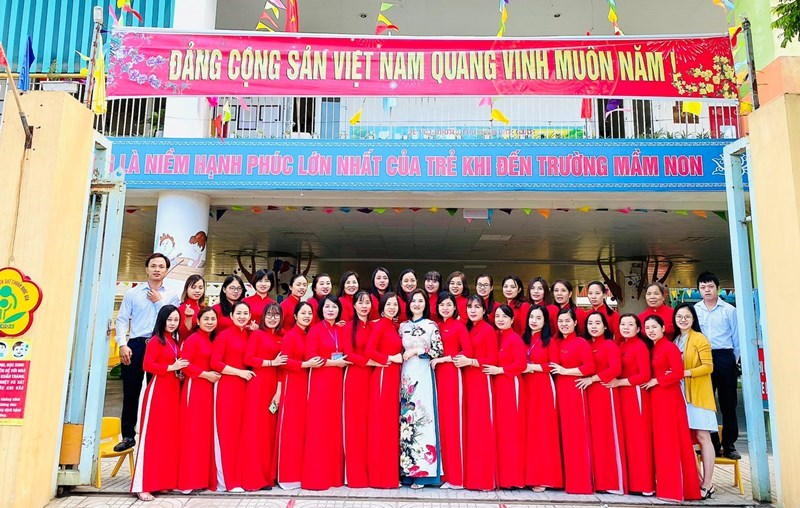 ĐẢNG CỘNG SẢN VIỆT NAM QUANG VINH MUÔN NĂM !
LÀ NIỀM HẠNH PHÚC LỚN NHẤT CỦA TRẺ KHI ĐẾN TRƯỜNG MẦM NON